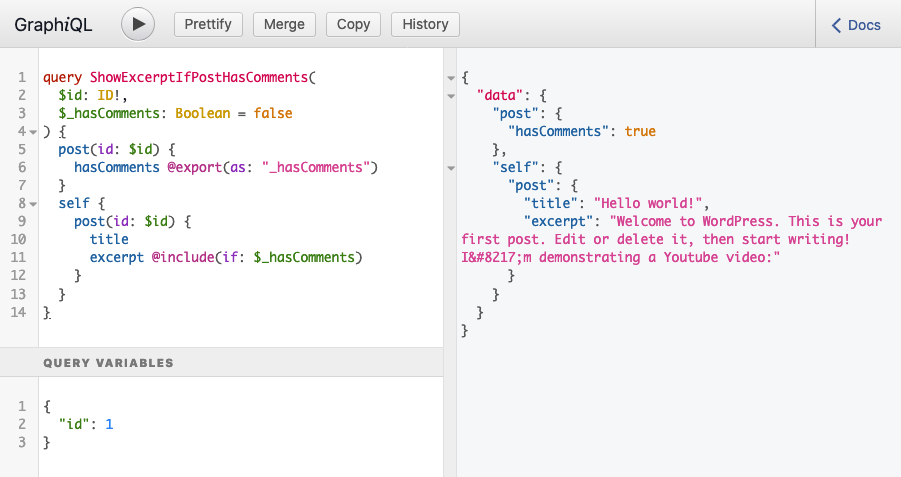 GraphiQL
Prettify
Merge
Copy
History
Docs
1 query ShowExcerptIfPostHasComments(
2   $id: ID!,
3   $_hasComments: Boolean = false
4 ) {
5   post(id: $id) {
6     hasComments @export(as: "_hasComments")
7   }
8   self {
9     post(id: $id) {
10       title
11       excerpt @include(if: $_hasComments)
12     }
13   }
14 }
QUERY VARIABLES
1 {
2   "id": 1
3 }
{
  "data": {
    "post": {
      "hasComments": true
    },
    "self": {
      "post": {
        "title": "Hello world!",
        "excerpt": "Welcome to WordPress. This is your
first post. Edit or delete it, then start writing!
I&#8217;m demonstrating a Youtube video:"
      }
    }
  }
}